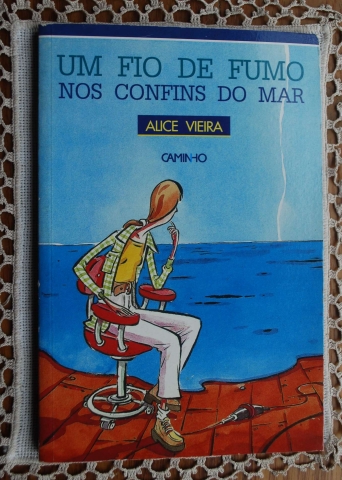 UM FIO DE FUMO
NOS CONFINS DO MAR
ALICE VIEIRA
CAMINHO